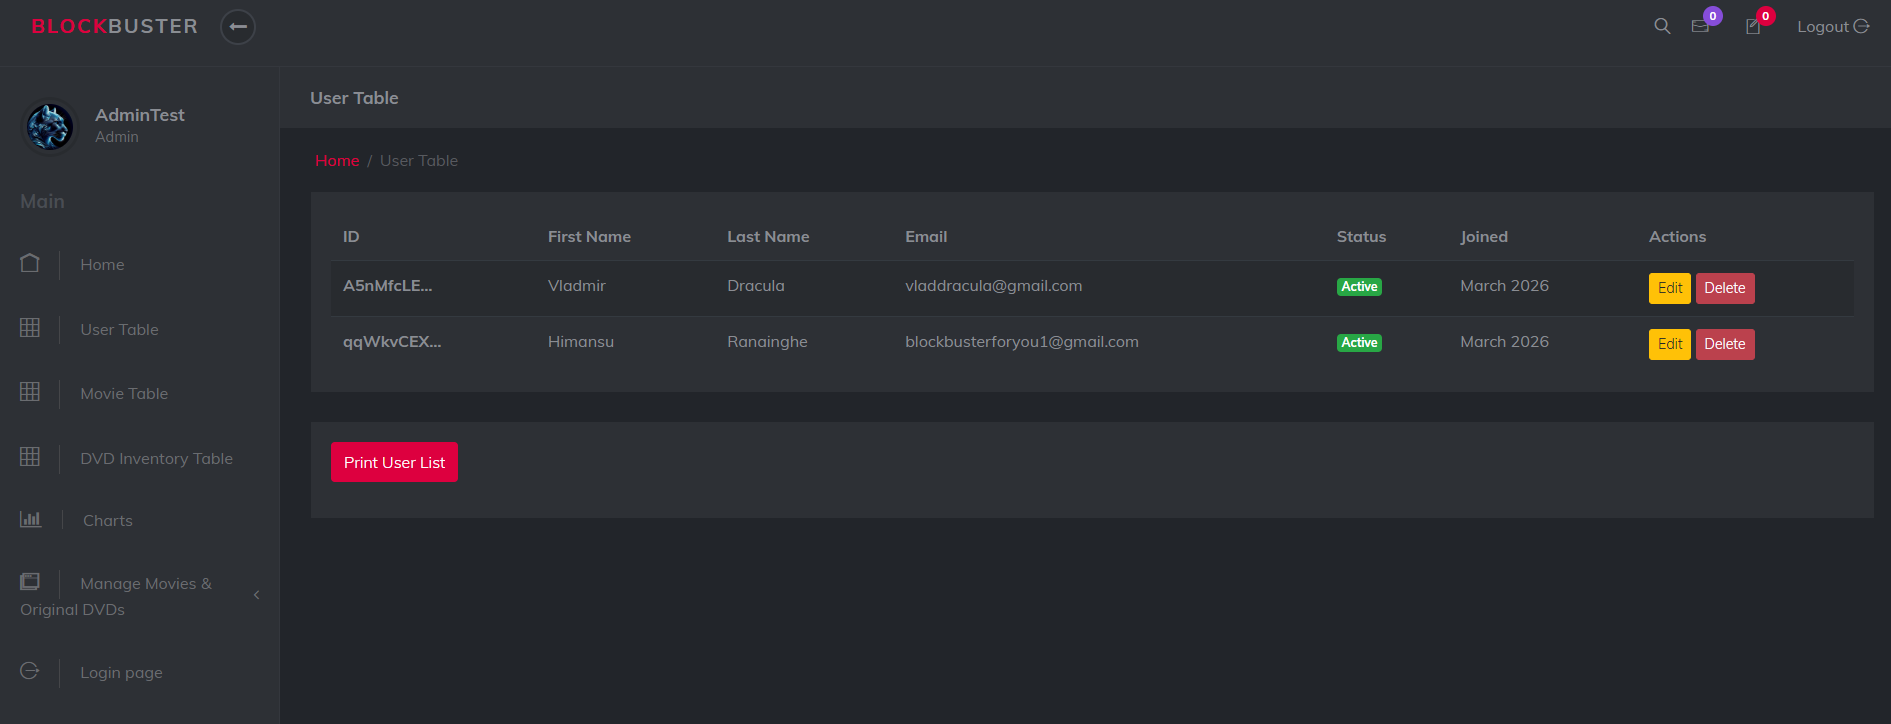 BLOCKBUSTER
0
0
Logout
AdminTest
Admin
Main
Home
User Table
Movie Table
DVD Inventory Table
Charts
Manage Movies &
Original DVDs
Login page
User Table
Home / User Table
ID First Name Last Name Email Status Joined Actions
A5nMfcLE... Vladmir Dracula vladdracula@gmail.com Active March 2026 Edit Delete
qqWkvCEX... Himansu Ranainghe blockbusterforyou1@gmail.com Active March 2026 Edit Delete
Print User List